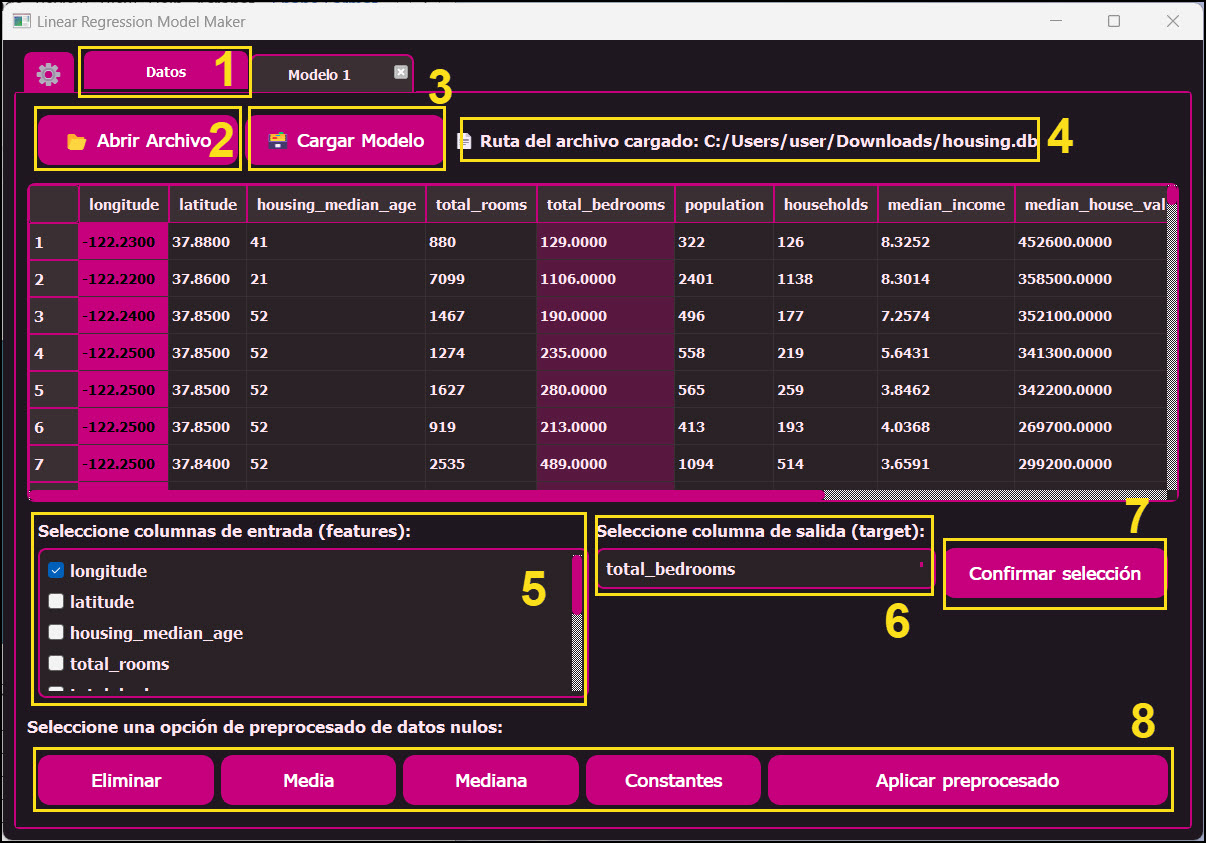 Linear Regression Model Maker
Datos 1 Modelo 1
3
Abrir Archivo 2 Cargar Modelo Ruta del archivo cargado: C:/Users/user/Downloads/housing.db 4
longitude latitude housing_median_age total_rooms total_bedrooms population households median_income median_house_val
1 -122.2300 37.8800 41 880 129.0000 322 126 8.3252 452600.0000
2 -122.2200 37.8600 21 7099 1106.0000 2401 1138 8.3014 358500.0000
3 -122.2400 37.8500 52 1467 190.0000 496 177 7.2574 352100.0000
4 -122.2500 37.8500 52 1274 235.0000 558 219 5.6431 341300.0000
5 -122.2500 37.8500 52 1627 280.0000 565 259 3.8462 342200.0000
6 -122.2500 37.8500 52 919 213.0000 413 193 4.0368 269700.0000
7 -122.2500 37.8400 52 2535 489.0000 1094 514 3.6591 299200.0000
7
Seleccione columnas de entrada (features): Seleccione columna de salida (target):
longitude 5 total_bedrooms Confirmar selección
latitude
housing_median_age 6
total_rooms
Seleccione una opción de preprocesado de datos nulos: 8
Eliminar Media Mediana Constantes Aplicar preprocesado